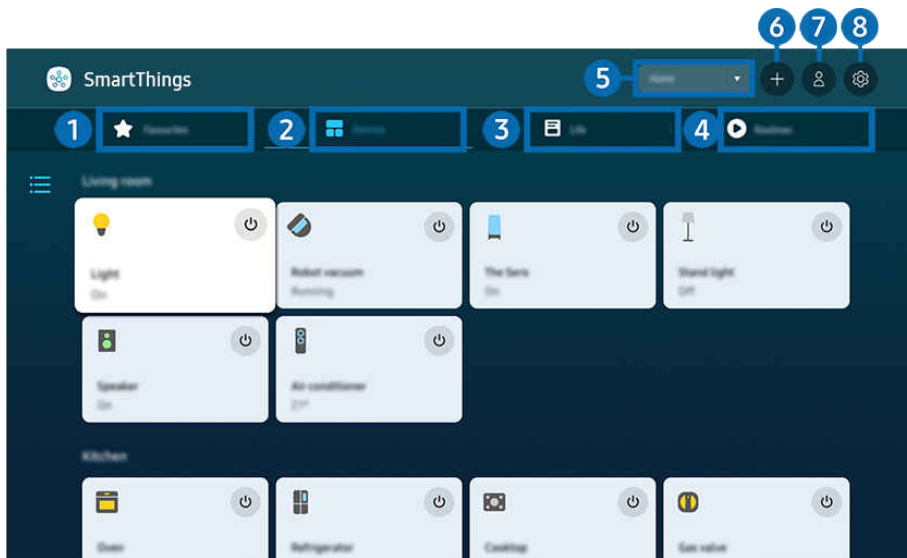 6 7 8
SmartThings
5
Home
1 Favourites 2 Devices 3 Life 4 Routines
Living room
Light
On
Robot vacuum
Running
The Sero
On
Stand light
Off
Speaker
On
Air conditioner
Kitchen
Oven
Refrigerator
Cooktop
Gas valve